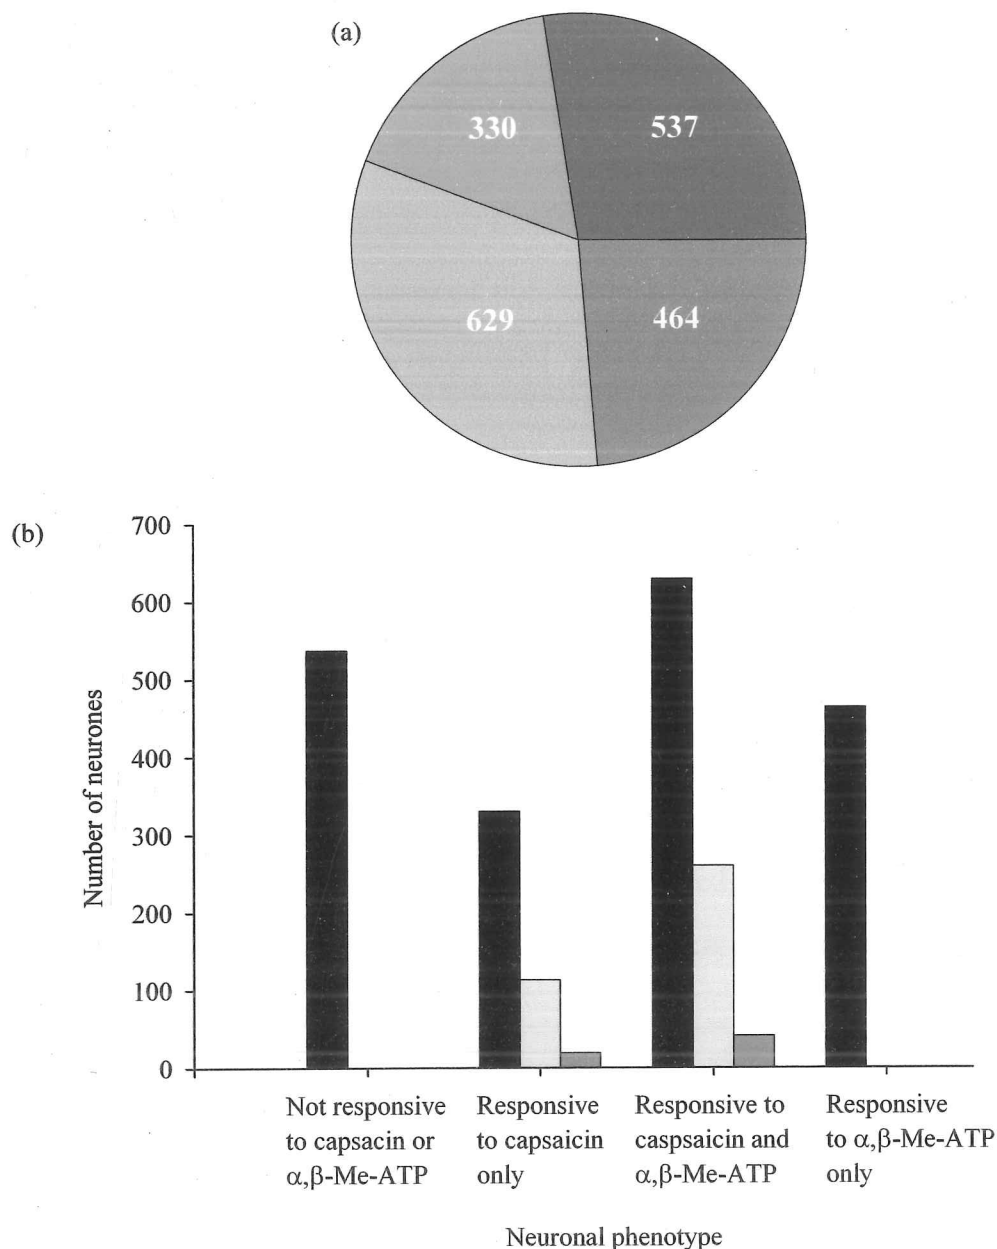 (a)
330
537
629
464
(b)
700
600
500
400
300
200
100
0
Number of neurones
Not responsive
to capsacin or
α,β-Me-ATP
Responsive
to capsaicin
only
Responsive to
caspsaicin and
α,β-Me-ATP
Responsive
to α,β-Me-ATP
only
Neuronal phenotype